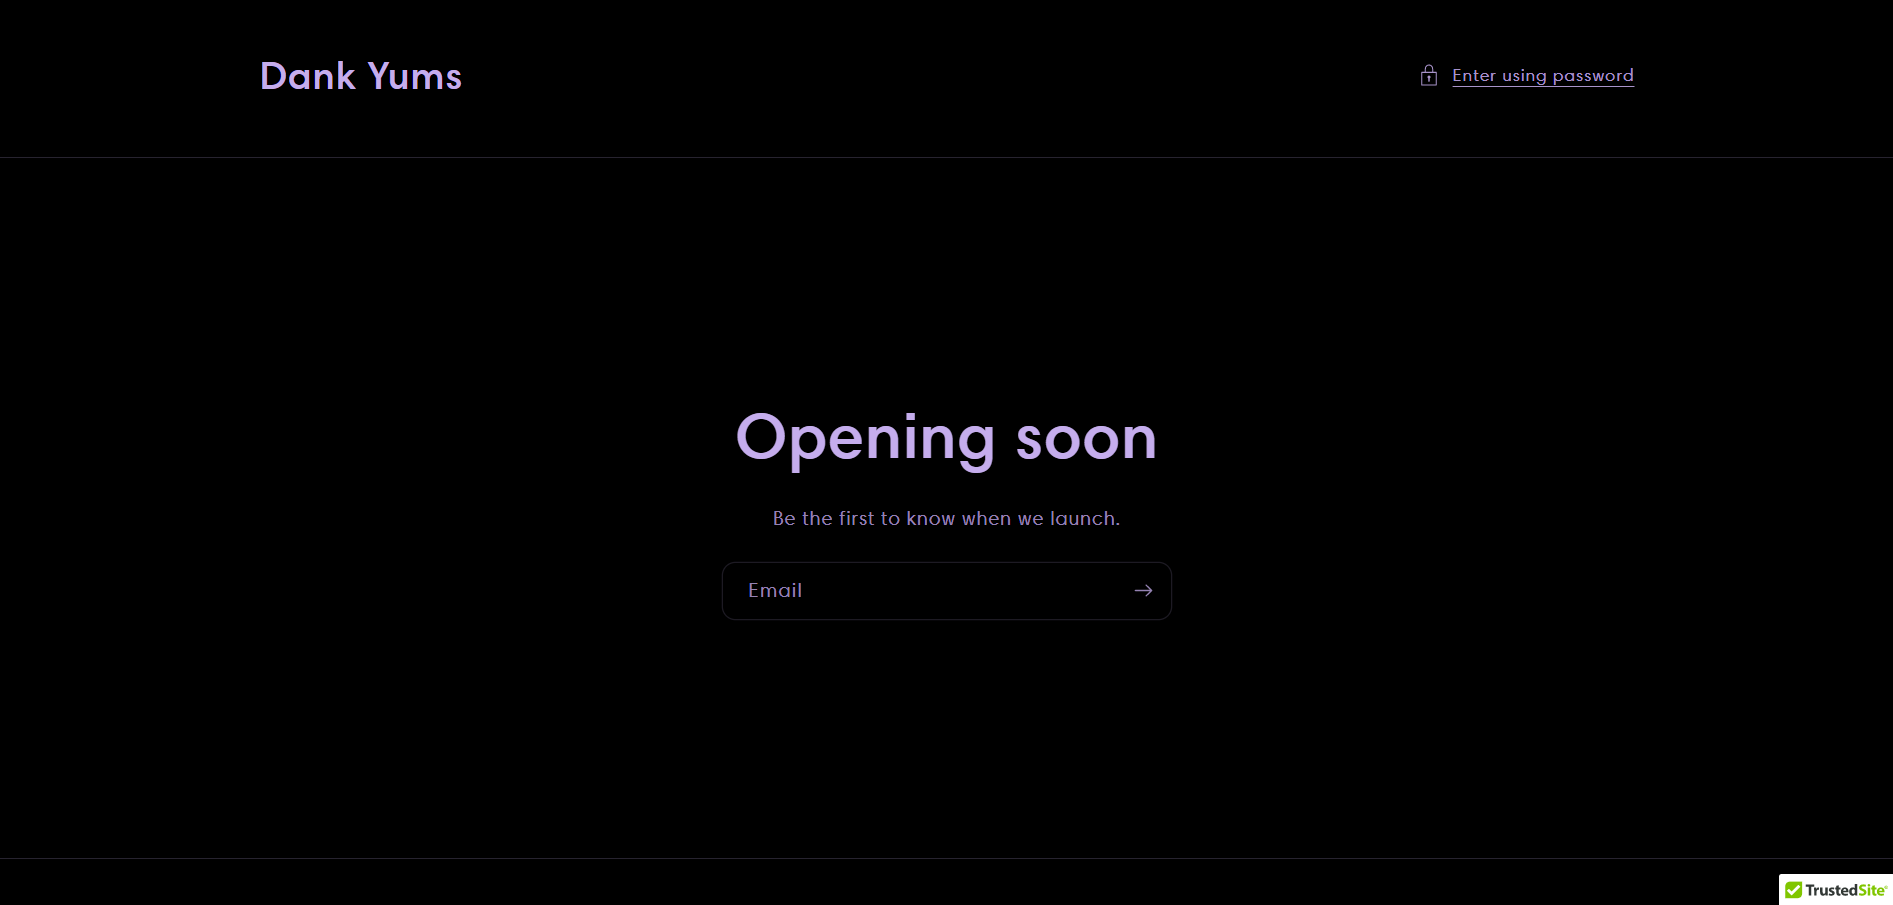 Dank Yums
Enter using password
Opening soon
Be the first to know when we launch.
Email
TrustedSite